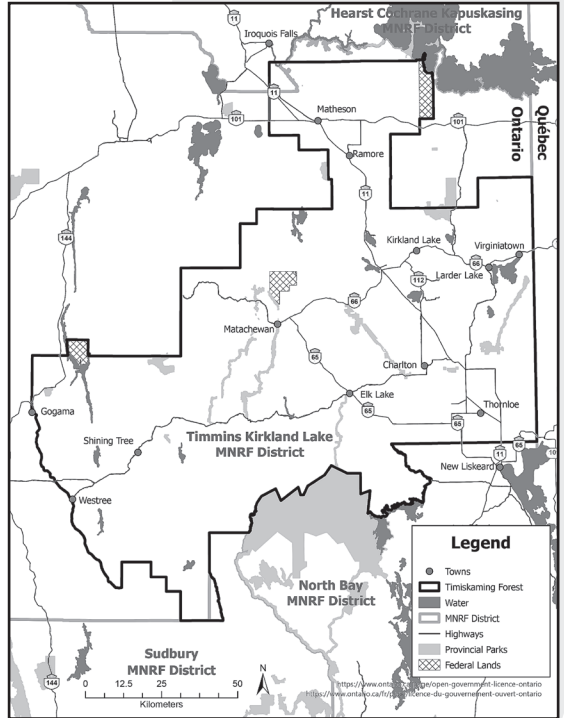 11
Hearst Cochrane Kapuskasing
MNRF District
Iroquois Falls
11
Matheson
101
101
Ontario
Québec
Ramore
11
144
Kirkland Lake
Virginiatown
66
Larder Lake
112
66
Matachewan
65
Charlton
Elk Lake
65
Thornloe
65
Gogama
Timmins Kirkland Lake
MNRF District
Shining Tree
65
10
11
New Liskeard
Westree
North Bay
MNRF District
Sudbury
MNRF District
144
N
0 12.5 25 50
Kilometers
Legend
Towns
Timiskaming Forest
Water
MNRF District
Highways
Provincial Parks
Federal Lands